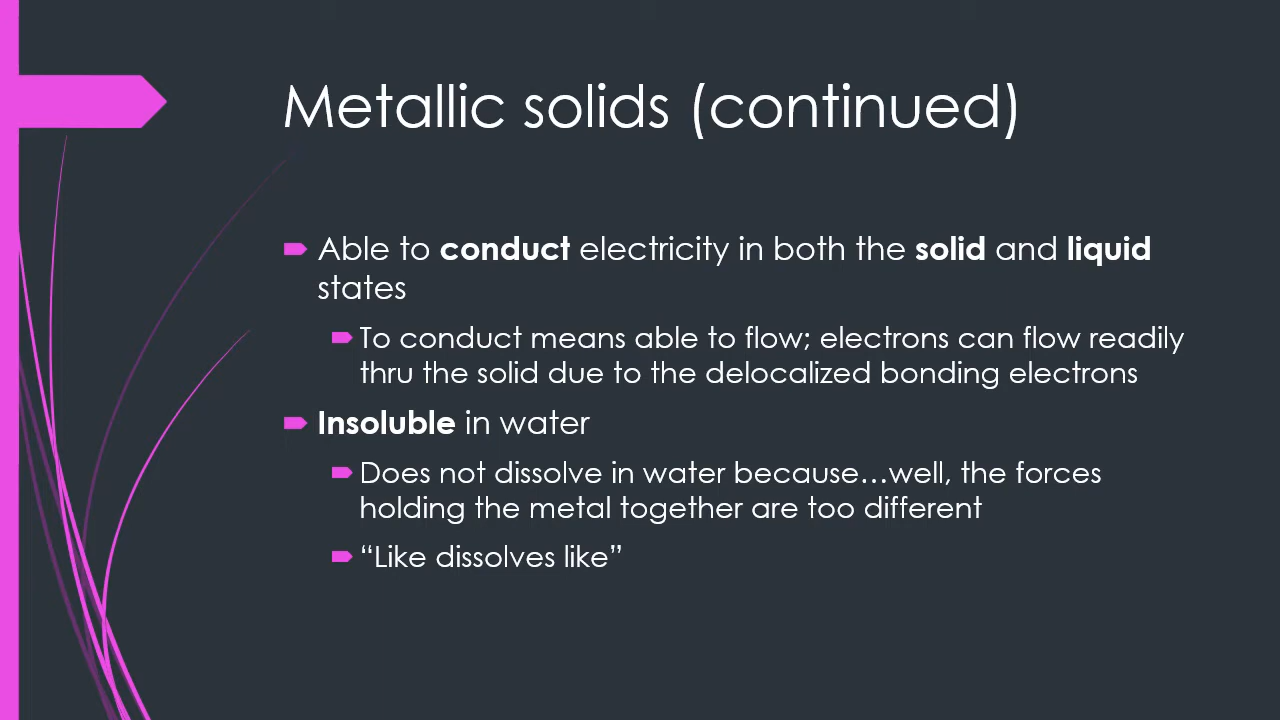 Metallic solids (continued)
Able to conduct electricity in both the solid and liquid
states
To conduct means able to flow; electrons can flow readily
thru the solid due to the delocalized bonding electrons
Insoluble in water
Does not dissolve in water because…well, the forces
holding the metal together are too different
“Like dissolves like”